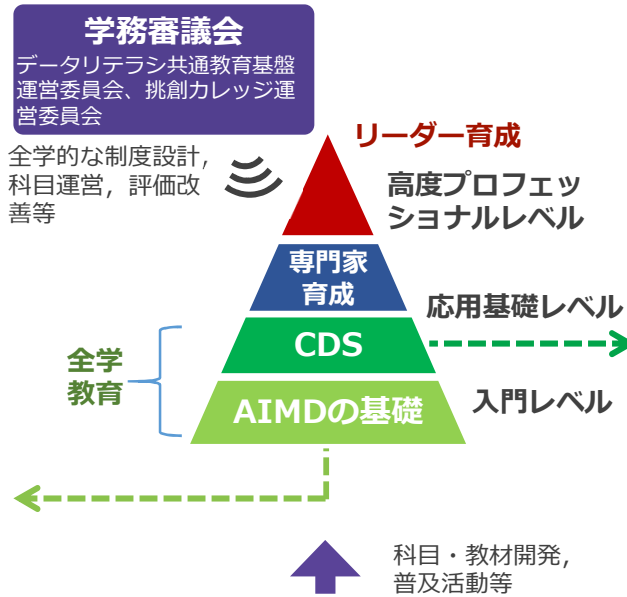 学務審議会
データリテラシ共通教育基盤
運営委員会、挑創カレッジ運
営委員会
全学的な制度設計，
科目運営，評価改
善等
リーダー育成
高度プロフェッ
ショナルレベル
専門家
育成
応用基礎レベル
CDS
全学
教育
AIMDの基礎
入門レベル
科目・教材開発，
普及活動等